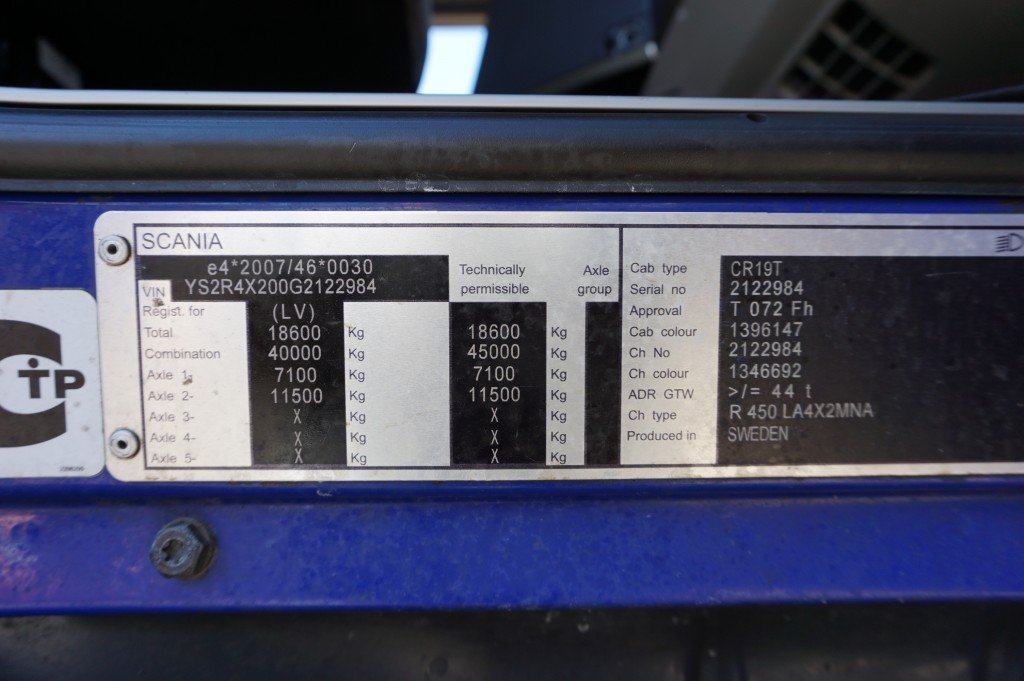 SCANIA
e4*2007/46*0030
VIN YS2R4X200G2122984
Technically permissible
Axle group
Regist. for (LV)
Total 18600 Kg 18600 Kg
Combination 40000 Kg 45000 Kg
Axle 1- 7100 Kg 7100 Kg
Axle 2- 11500 Kg 11500 Kg
Axle 3- X Kg X Kg
Axle 4- X Kg X Kg
Axle 5- X Kg X Kg
Cab type CR19T
Serial no 2122984
Approval T 072 Fh
Cab colour 1396147
Ch No 2122984
Ch colour 1346692
ADR GTW >/= 44 t
Ch type R 450 LA4X2MNA
Produced in SWEDEN
TP